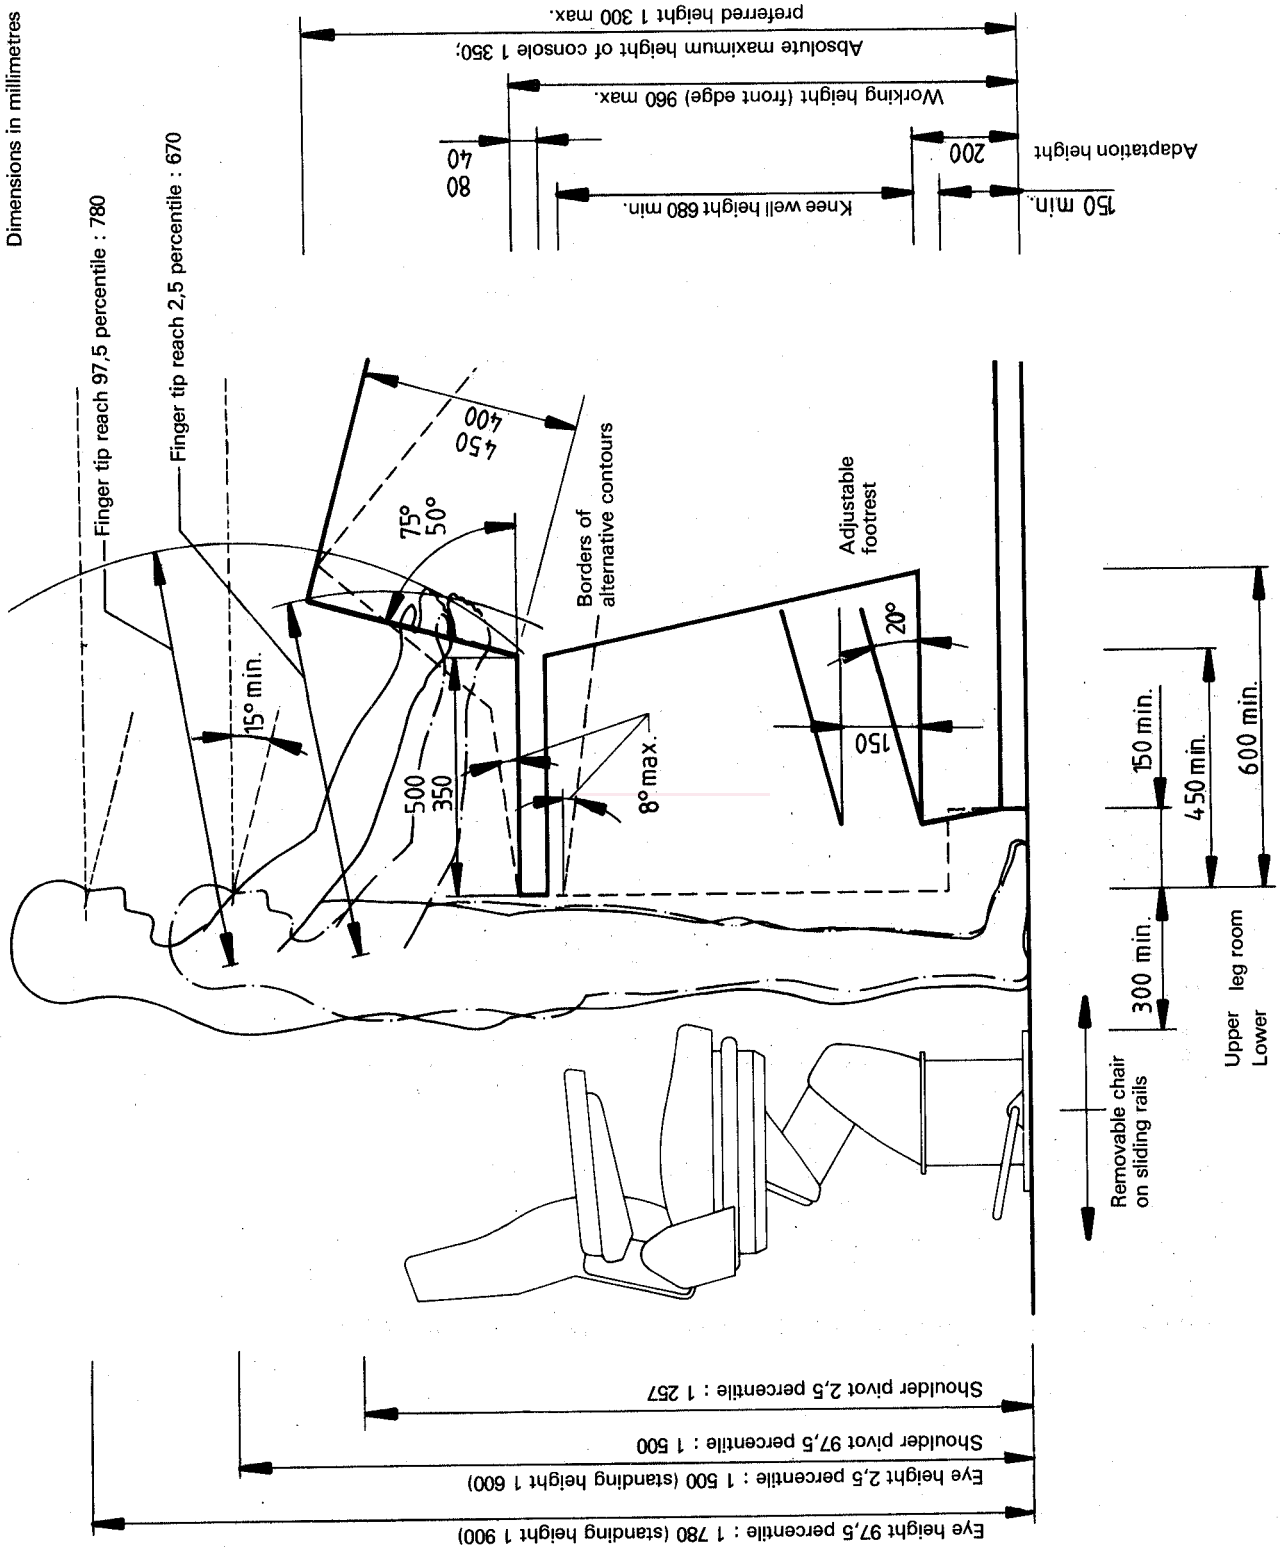 Dimensions in millimetres
Finger tip reach 97,5 percentile : 780
Finger tip reach 2,5 percentile : 670
preferred height 1 300 max.
Absolute maximum height of console 1 350;
Working height (front edge) 960 max.
40
80
Knee well height 680 min.
200
Adaptation height
150 min.
15° min.
75°
50°
400
450
Borders of
alternative contours
500
350
8° max.
Adjustable
footrest
20°
150
150 min.
450 min.
600 min.
300 min.
Upper leg room
Lower
Removable chair
on sliding rails
Shoulder pivot 2,5 percentile : 1 257
Shoulder pivot 97,5 percentile : 1 500
Eye height 2,5 percentile : 1 500 (standing height 1 600)
Eye height 97,5 percentile : 1 780 (standing height 1 900)